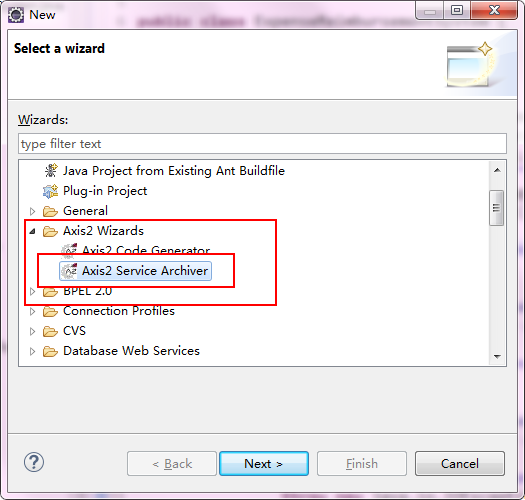 New
Select a wizard
Wizards:
type filter text
Java Project from Existing Ant Buildfile
Plug-in Project
General
Axis2 Wizards
Axis2 Code Generator
Axis2 Service Archiver
BPEL 2.0
Connection Profiles
CVS
Database Web Services
< Back
Next >
Finish
Cancel